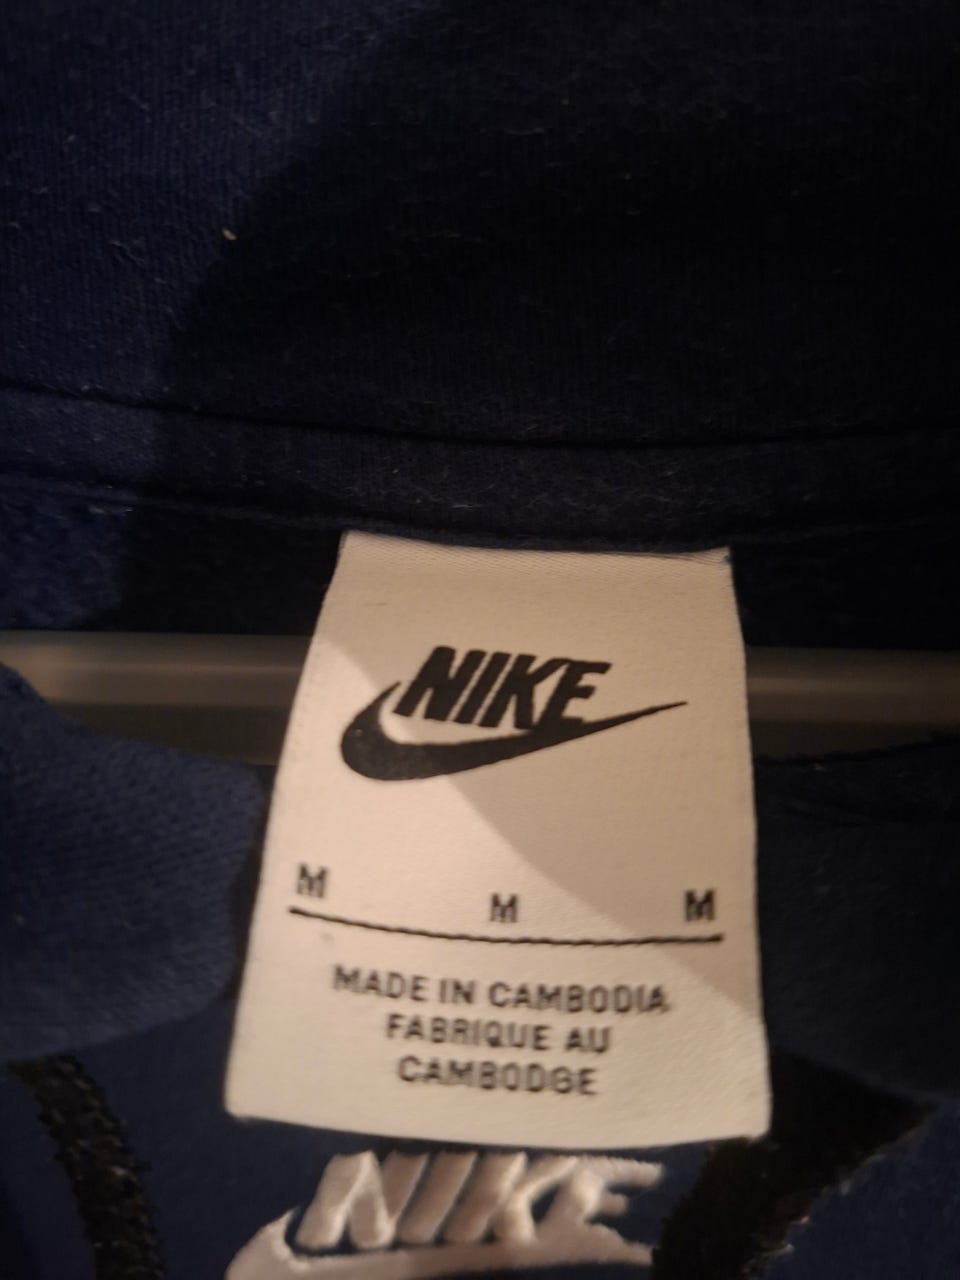 NIKE
M M M
MADE IN CAMBODIA
FABRIQUE AU
CAMBODGE
NIKE